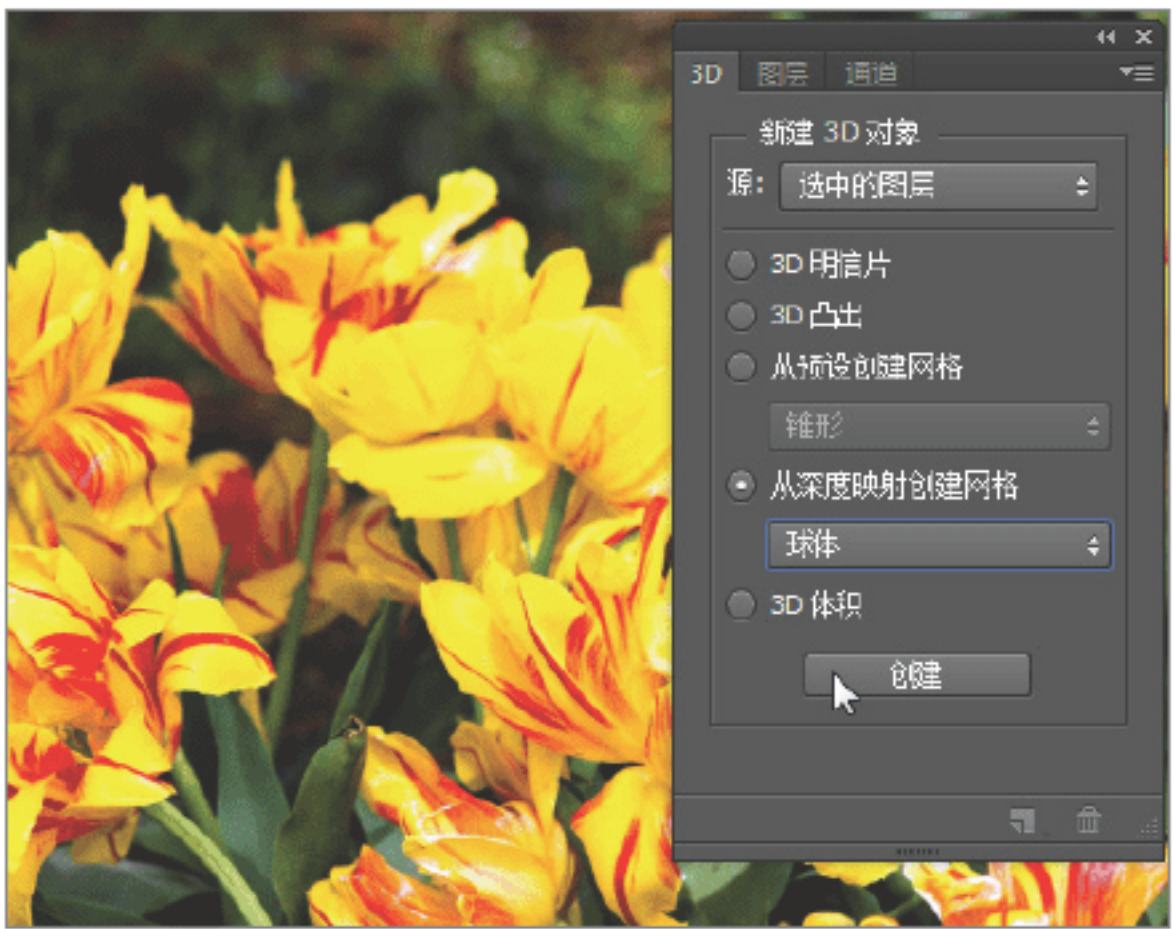 3D 图层 通道
新建 3D 对象
源: 选中的图层
3D 明信片
3D 凸出
从预设创建网格
锥形
从深度映射创建网格
球体
3D 体积
创建